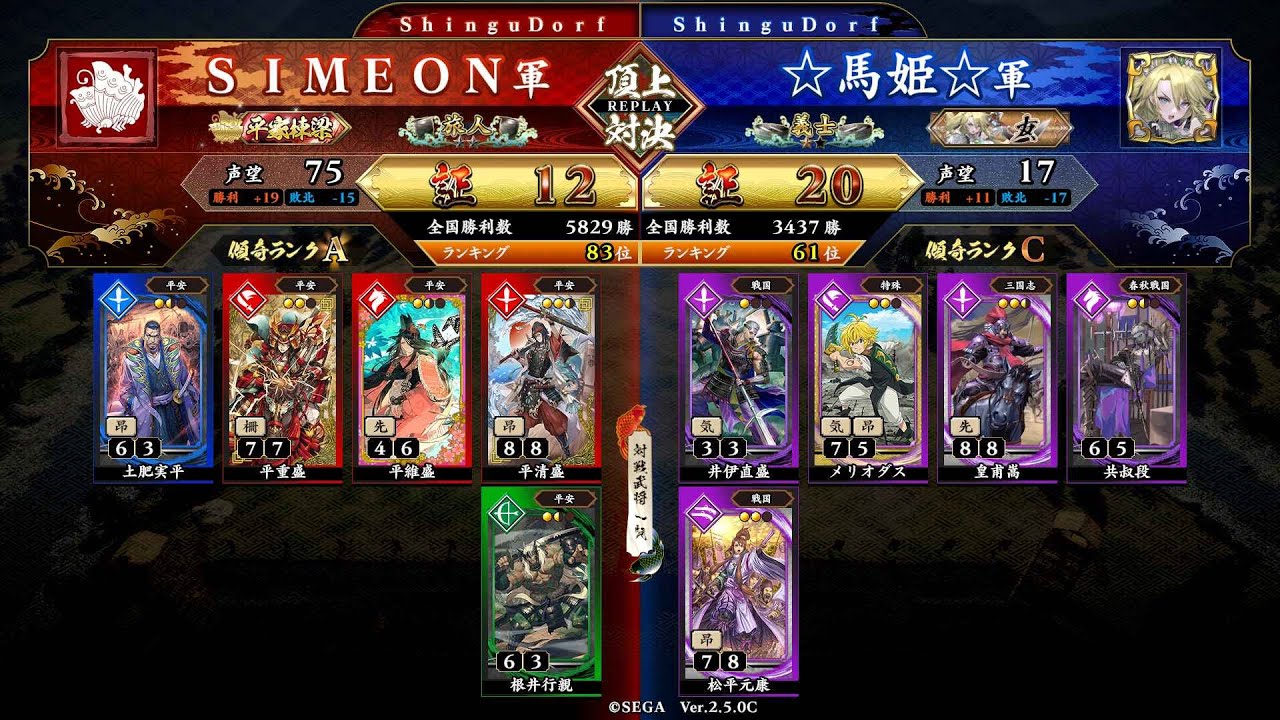 ShinguDorf
ShinguDorf
SIMEON軍
頂上
REPLAY
対決
☆馬姫☆軍
平家棟梁
旅人
義士
玄
声望 75
勝利 +19 敗北 -15
証 12
証 20
声望 17
勝利 +11 敗北 -17
全国勝利数 5829勝
全国勝利数 3437勝
傾奇ランク A
ランキング 83位
ランキング 61位
傾奇ランク C
平安
平安
平安
平安
戦国
特殊
三国志
春秋戦国
昂
柵
先
昂
気
気 昂
先
6 3
7 7
4 6
8 8
3 3
7 5
8 8
6 5
土肥実平
平重盛
平維盛
平清盛
井伊直盛
メリオダス
皇甫嵩
共叔段
対戦武将一覧
平安
戦国
昂
6 3
7 8
根井行親
松平元康
©SEGA Ver.2.5.0C